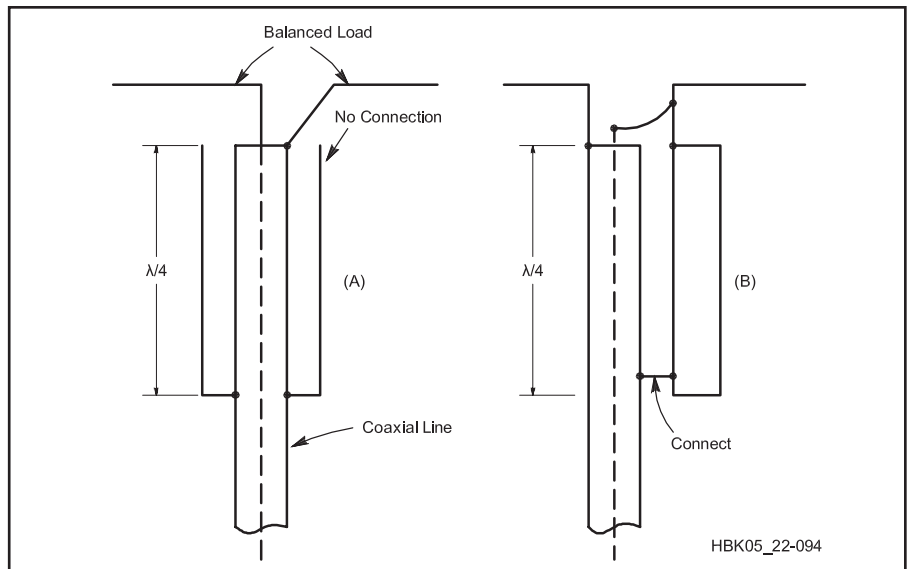 Balanced Load
No Connection
λ/4
(A)
λ/4
(B)
Coaxial Line
Connect
HBK05_22-094